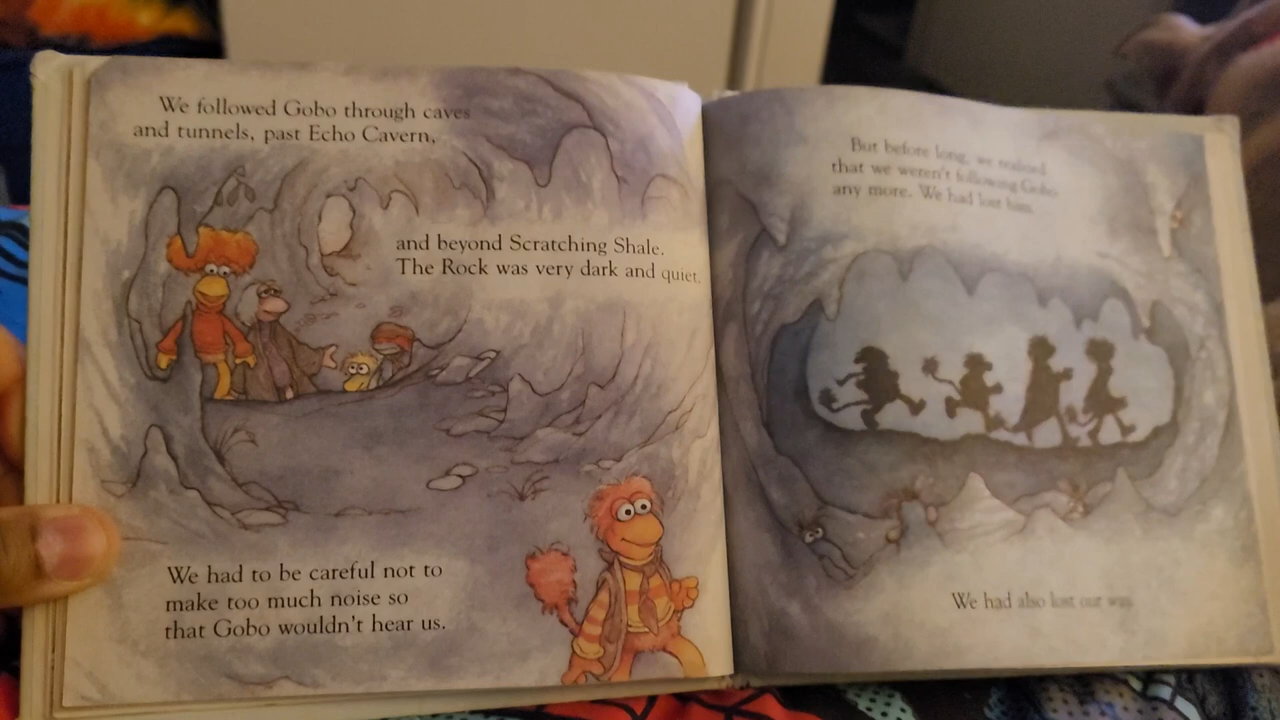 We followed Gobo through caves
and tunnels, past Echo Cavern,
and beyond Scratching Shale.
The Rock was very dark and quiet.
We had to be careful not to
make too much noise so
that Gobo wouldn't hear us.
But before long, we realised
that we weren't following Gobo
any more. We had lost him.
We had also lost our way.